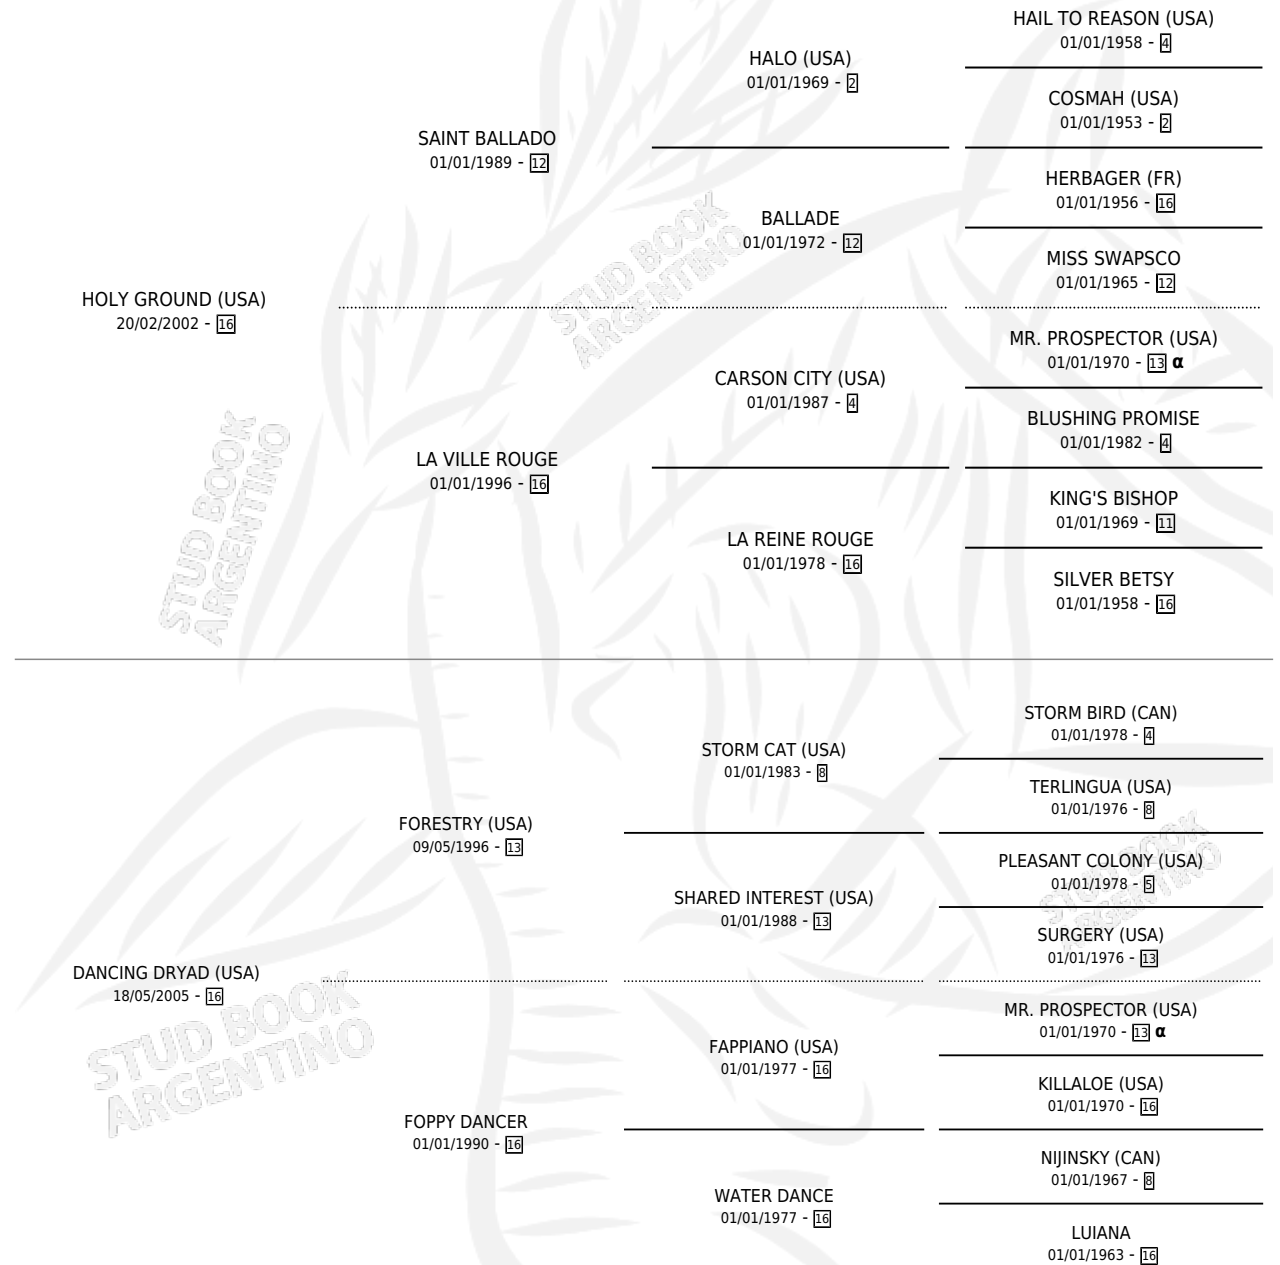 HAIL TO REASON (USA)
01/01/1958 - 4
HALO (USA)
01/01/1969 - 2
COSMAH (USA)
01/01/1953 - 2
SAINT BALLADO
01/01/1989 - 12
HERBAGER (FR)
01/01/1956 - 16
BALLADE
01/01/1972 - 12
MISS SWAPSCO
01/01/1965 - 12
HOLY GROUND (USA)
20/02/2002 - 16
STUD BOOK
ARGENTINO
MR. PROSPECTOR (USA)
01/01/1970 - 13 α
CARSON CITY (USA)
01/01/1987 - 4
BLUSHING PROMISE
01/01/1982 - 4
LA VILLE ROUGE
01/01/1996 - 16
KING'S BISHOP
01/01/1969 - 11
LA REINE ROUGE
01/01/1978 - 16
SILVER BETSY
01/01/1958 - 16
STUD BOOK
ARGENTINO
STORM BIRD (CAN)
01/01/1978 - 4
STORM CAT (USA)
01/01/1983 - 8
TERLINGUA (USA)
01/01/1976 - 8
FORESTRY (USA)
09/05/1996 - 13
PLEASANT COLONY (USA)
01/01/1978 - 5
SHARED INTEREST (USA)
01/01/1988 - 13
STUD BOOK
ARGENTINO
SURGERY (USA)
01/01/1976 - 13
DANCING DRYAD (USA)
18/05/2005 - 16
STUD BOOK
ARGENTINO
MR. PROSPECTOR (USA)
01/01/1970 - 13 α
FAPPIANO (USA)
01/01/1977 - 16
KILLALOE (USA)
01/01/1970 - 16
FOPPY DANCER
01/01/1990 - 16
NIJINSKY (CAN)
01/01/1967 - 8
WATER DANCE
01/01/1977 - 16
LUIANA
01/01/1963 - 16